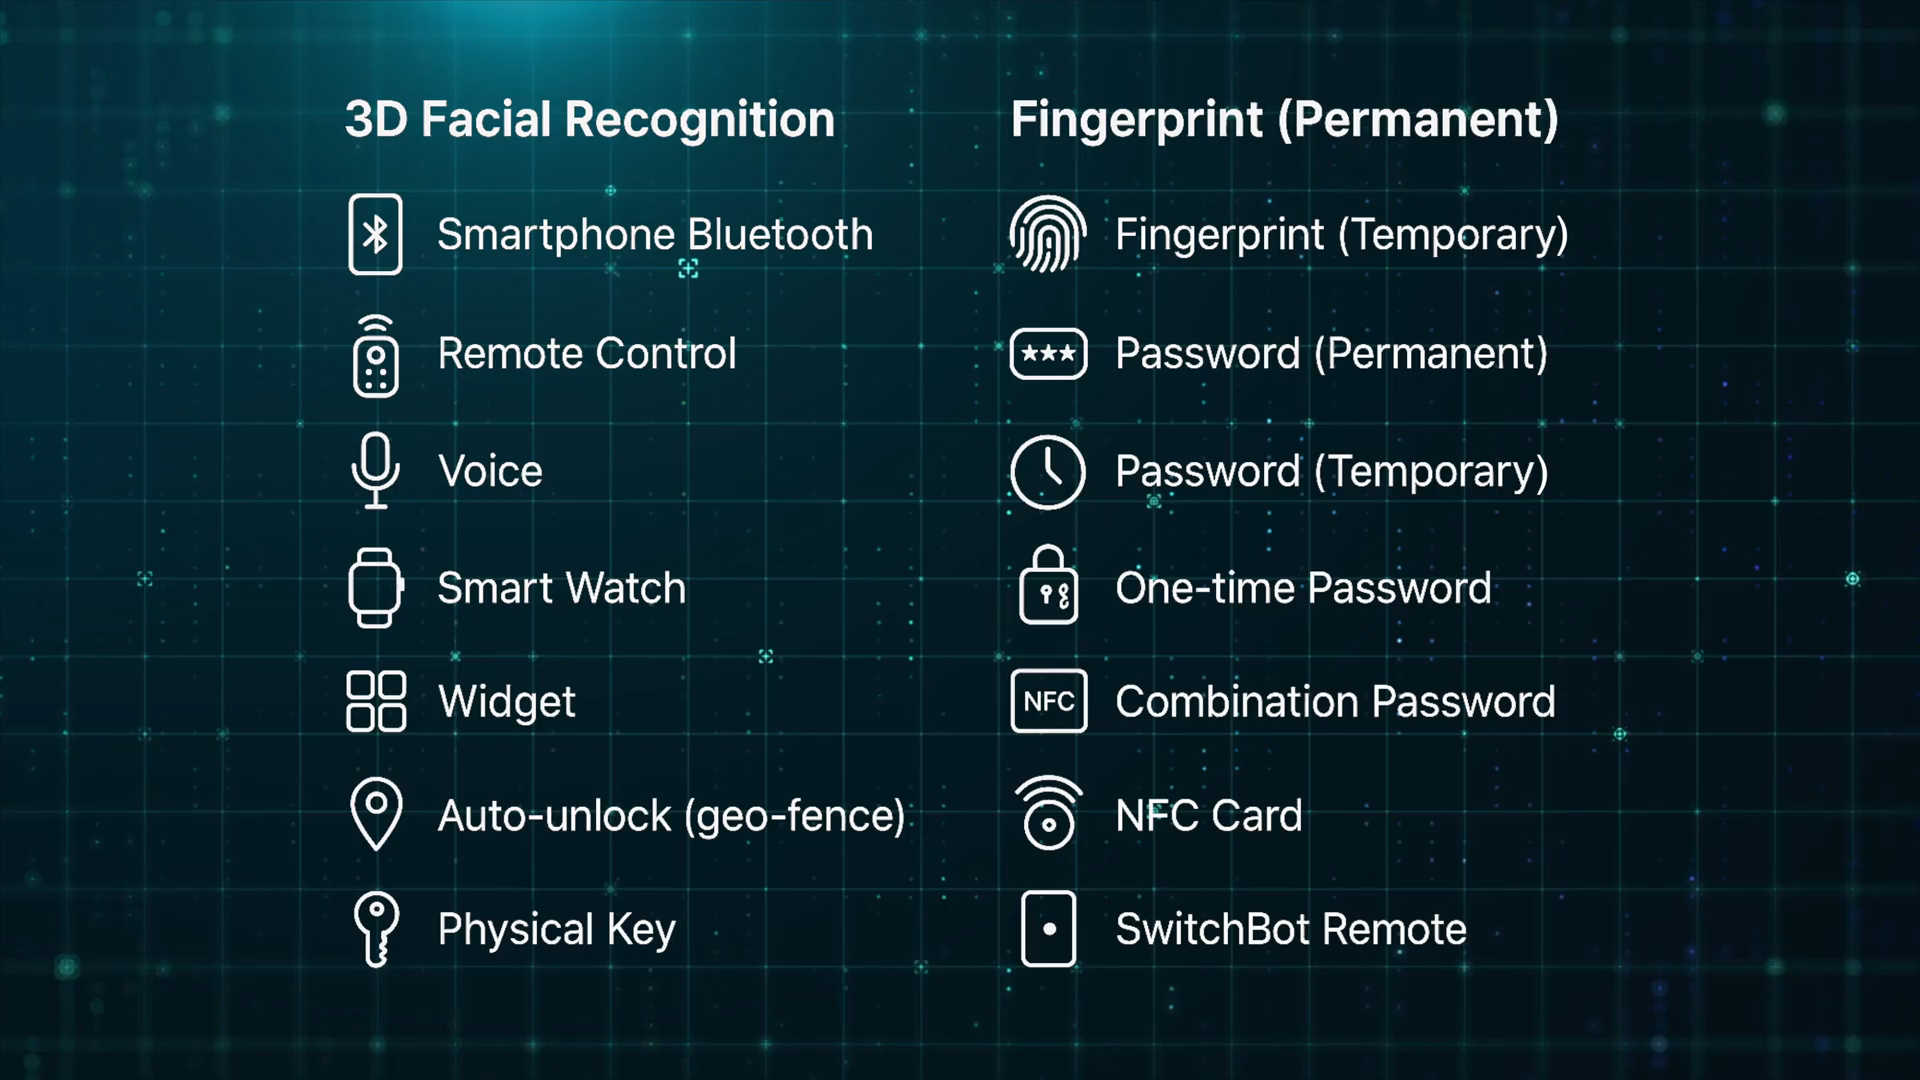 3D Facial Recognition
Smartphone Bluetooth
Remote Control
Voice
Smart Watch
Widget
Auto-unlock (geo-fence)
Physical Key
Fingerprint (Permanent)
Fingerprint (Temporary)
***
Password (Permanent)
Password (Temporary)
One-time Password
NFC
Combination Password
NFC Card
SwitchBot Remote